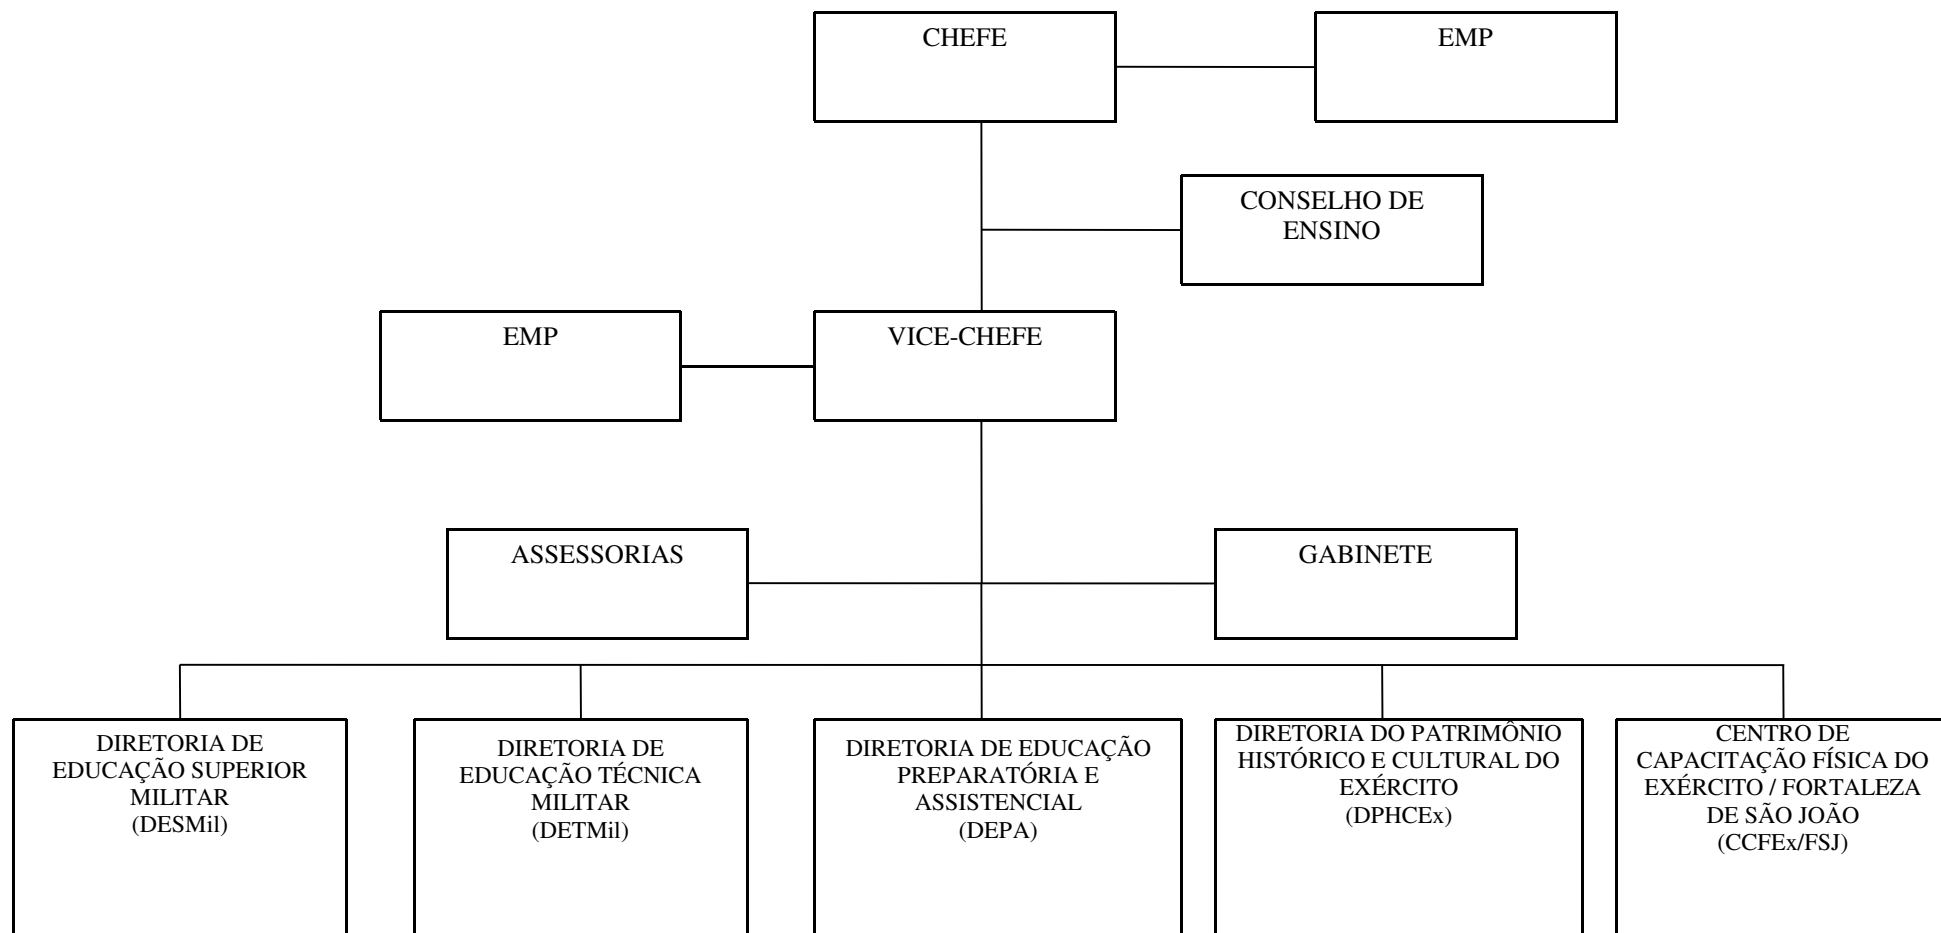 CHEFE
EMP
CONSELHO DE
ENSINO
EMP
VICE-CHEFE
ASSESSORIAS
GABINETE
DIRETORIA DE
EDUCAÇÃO SUPERIOR
MILITAR
(DESMil)
DIRETORIA DE
EDUCAÇÃO TÉCNICA
MILITAR
(DETMil)
DIRETORIA DE EDUCAÇÃO
PREPARATÓRIA E
ASSISTENCIAL
(DEPA)
DIRETORIA DO PATRIMÔNIO
HISTÓRICO E CULTURAL DO
EXÉRCITO
(DPHCEx)
CENTRO DE
CAPACITAÇÃO FÍSICA DO
EXÉRCITO / FORTALEZA
DE SÃO JOÃO
(CCFEx/FSJ)